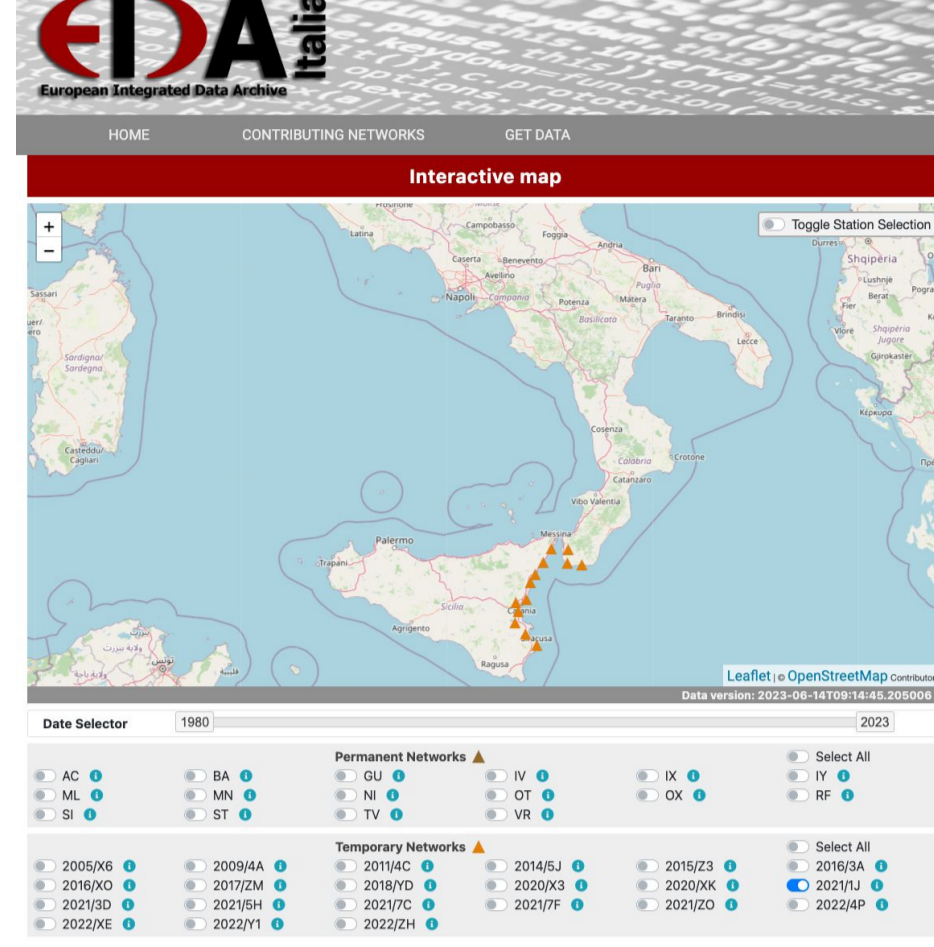 EIDA Italia
European Integrated Data Archive
HOME CONTRIBUTING NETWORKS GET DATA
Interactive map
+
−
Toggle Station Selection
Frosinone
Latina
Campobasso
Foggia
Andria
Durrës
Caserta
Benevento
Bari
Shqipëria
Avellino
Puglia
Lushnje
Sassari
Napoli
Campania
Potenza
Matera
Berat
Fier
Basilicata
Taranto
Brindisi
Vlorë
Shqipëria
Jugore
Lecce
Gjirokastër
Sardigna/
Sardegna
Κέρκυρα
Cosenza
Casteddu/
Cagliari
Calabria
Crotone
Catanzaro
Vibo Valentia
Messina
Palermo
Trapani
Sicilia
Catania
Agrigento
Siracusa
Ragusa
ولاية بنزرت
Leaflet | © OpenStreetMap Contributor
Data version: 2023-06-14T09:14:45.205006
Date Selector 1980 2023
Permanent Networks Select All
AC BA GU IV IX IY
ML MN NI OT OX RF
SI ST TV VR
Temporary Networks Select All
2005/X6 2009/4A 2011/4C 2014/5J 2015/Z3 2016/3A
2016/XO 2017/ZM 2018/YD 2020/X3 2020/XK 2021/1J
2021/3D 2021/5H 2021/7C 2021/7F 2021/ZO 2022/4P
2022/XE 2022/Y1 2022/ZH